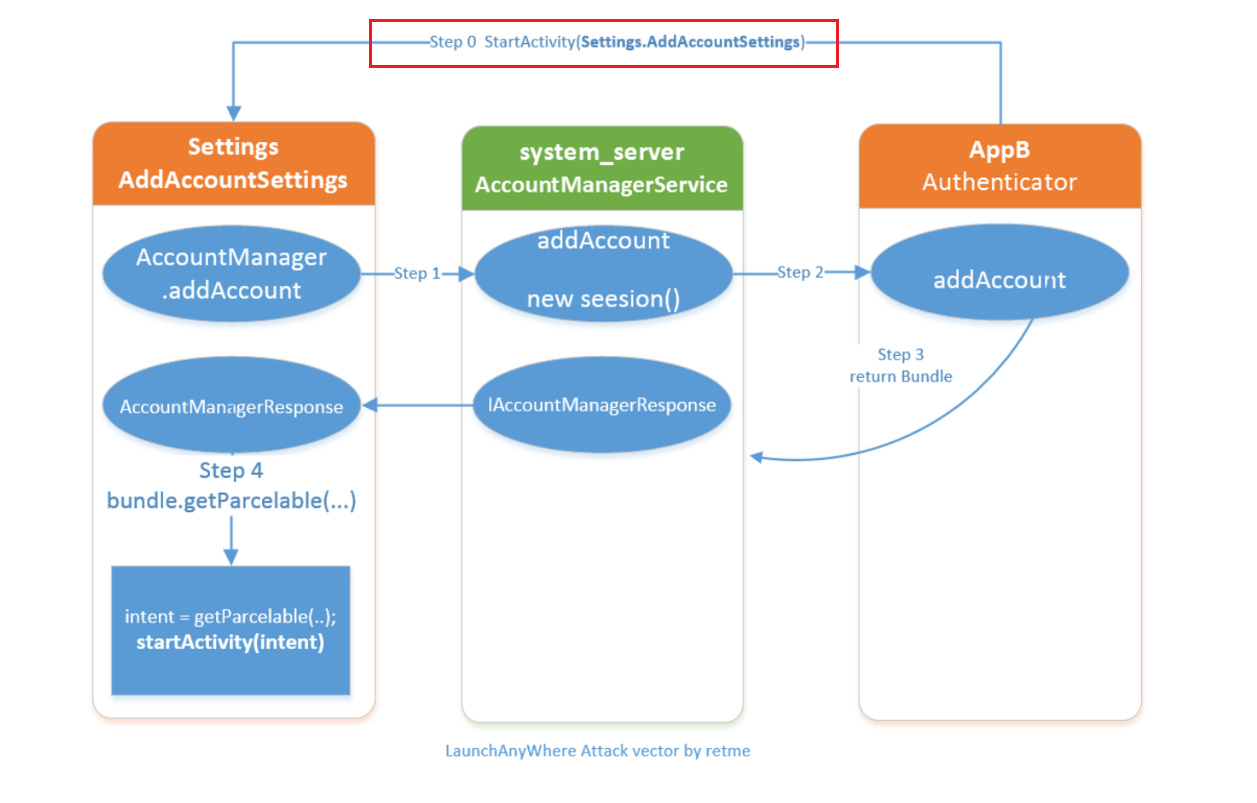 Step 0 StartActivity(Settings.AddAccountSettings)
Settings
AddAccountSettings
system_server
AccountManagerService
AppB
Authenticator
AccountManager
.addAccount
Step 1
addAccount
new seesion()
Step 2
addAccount
Step 3
return Bundle
AccountManagerResponse
IAccountManagerResponse
Step 4
bundle.getParcelable(...)
intent = getParcelable(..);
startActivity(intent)
LaunchAnyWhere Attack vector by retme